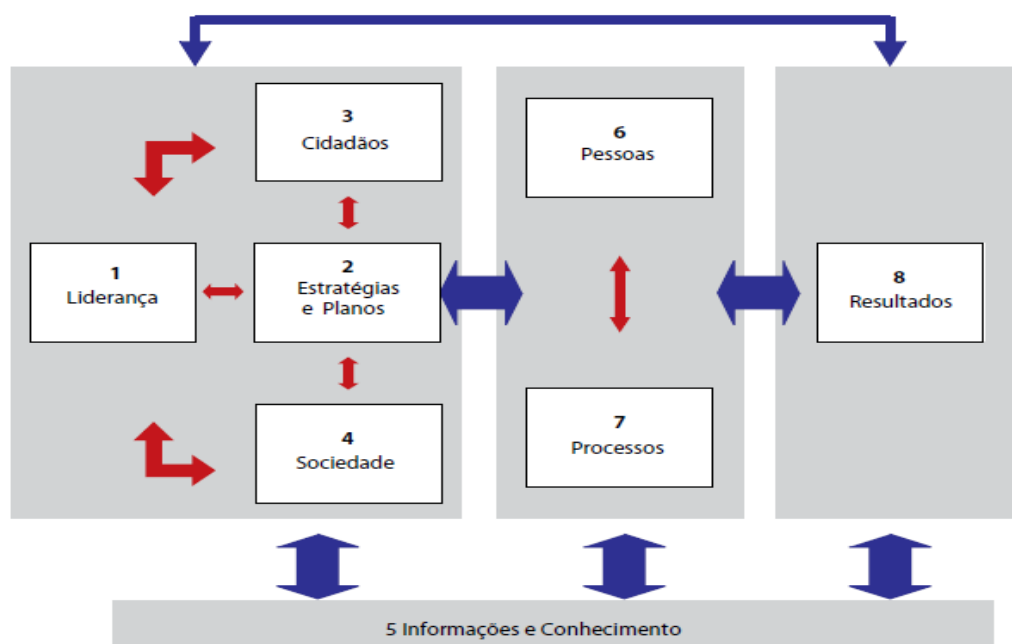 3
Cidadãos
6
Pessoas
1
Liderança
2
Estratégias
e Planos
8
Resultados
4
Sociedade
7
Processos
5 Informações e Conhecimento